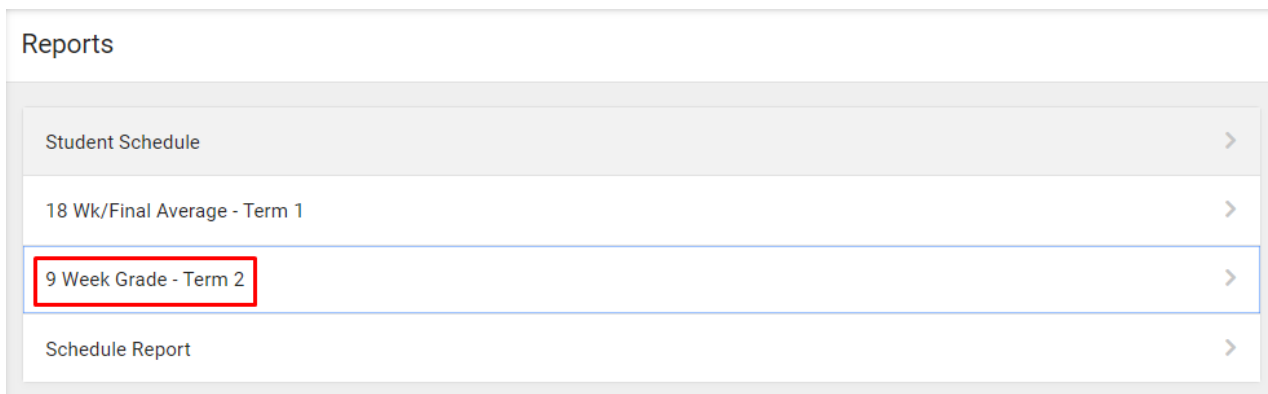 Reports
Student Schedule
18 Wk/Final Average - Term 1
9 Week Grade - Term 2
Schedule Report